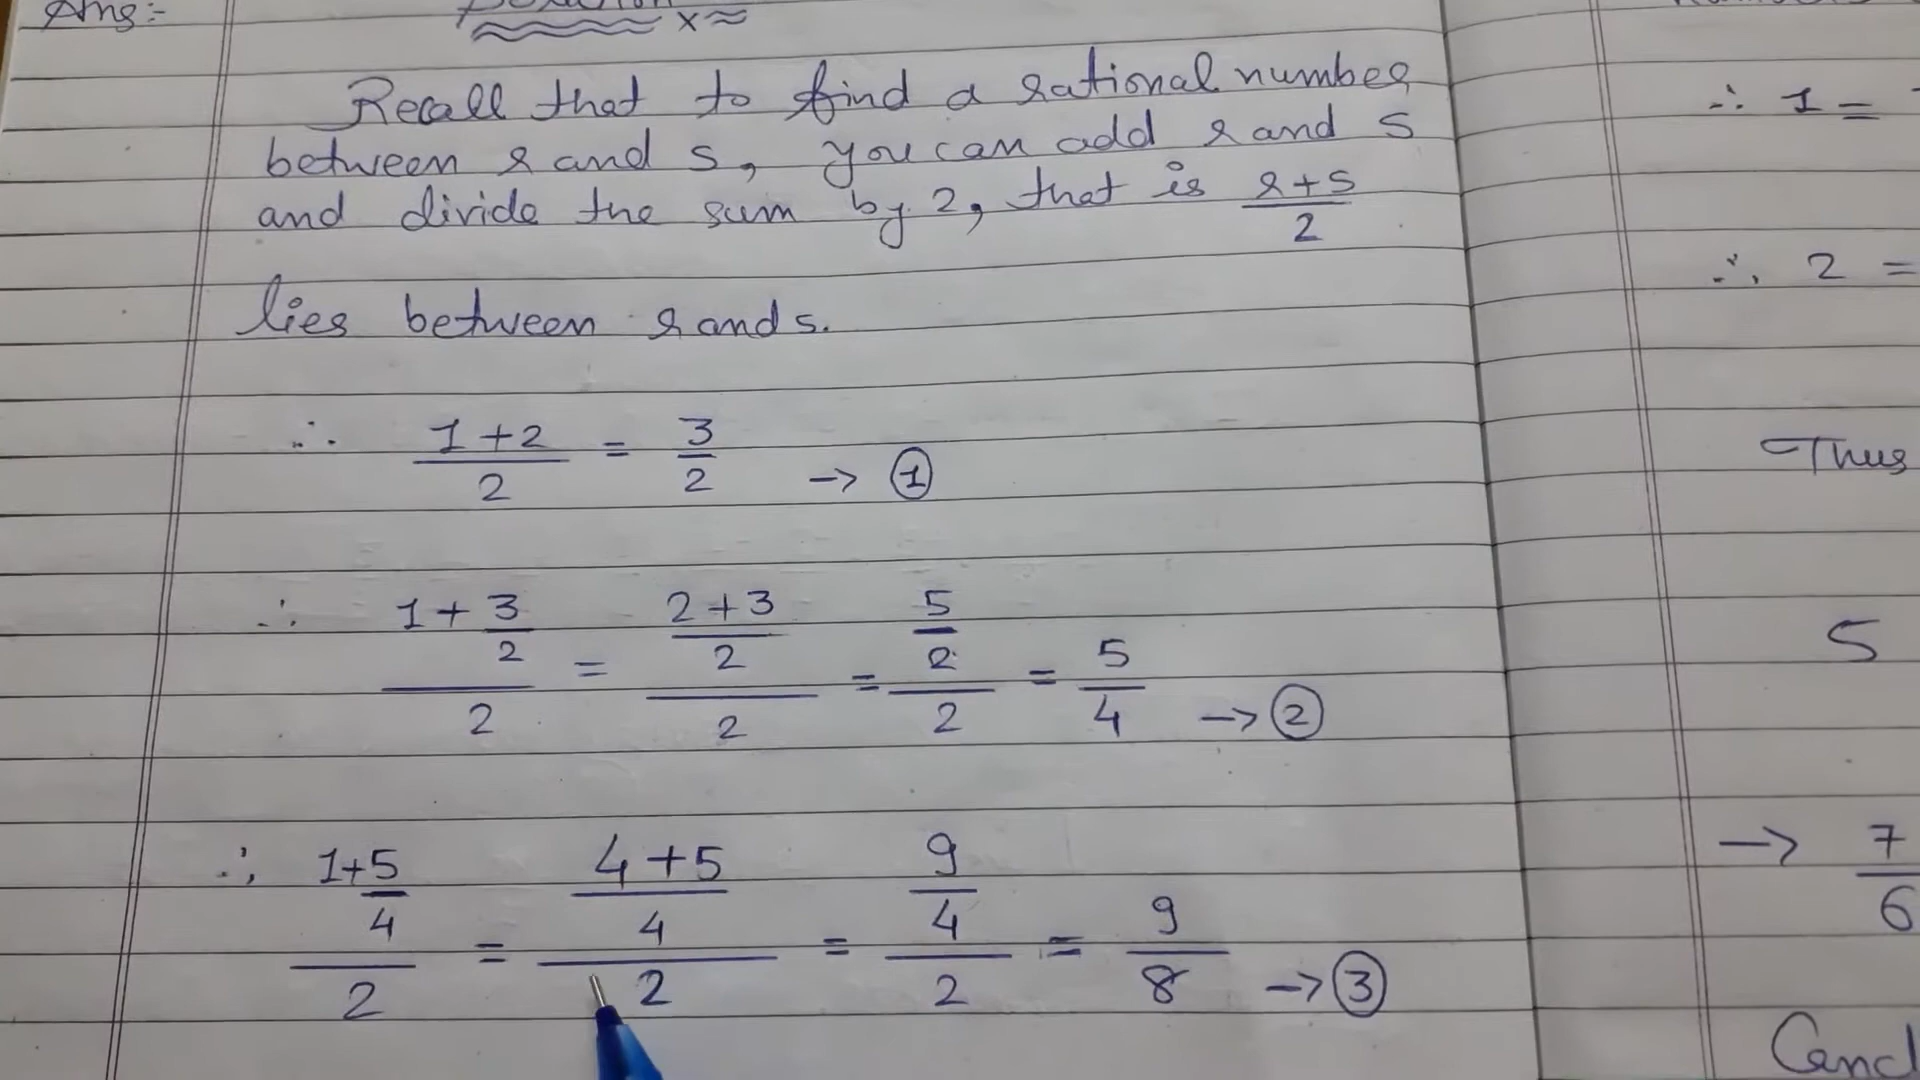 Ans:-
Recall that to find a rational number
between r and s, you can add r and s
and divide the sum by 2, that is r+s/2
lies between r and s.
∴ 1+2/2 = 3/2 → ①
∴ (1+3/2)/2 = ((2+3)/2)/2 = (5/2)/2 = 5/4 → ②
∴ (1+5/4)/2 = ((4+5)/4)/2 = (9/4)/2 = 9/8 → ③
∴ 1 =
∴ 2 =
Thus
5
→ 7/6